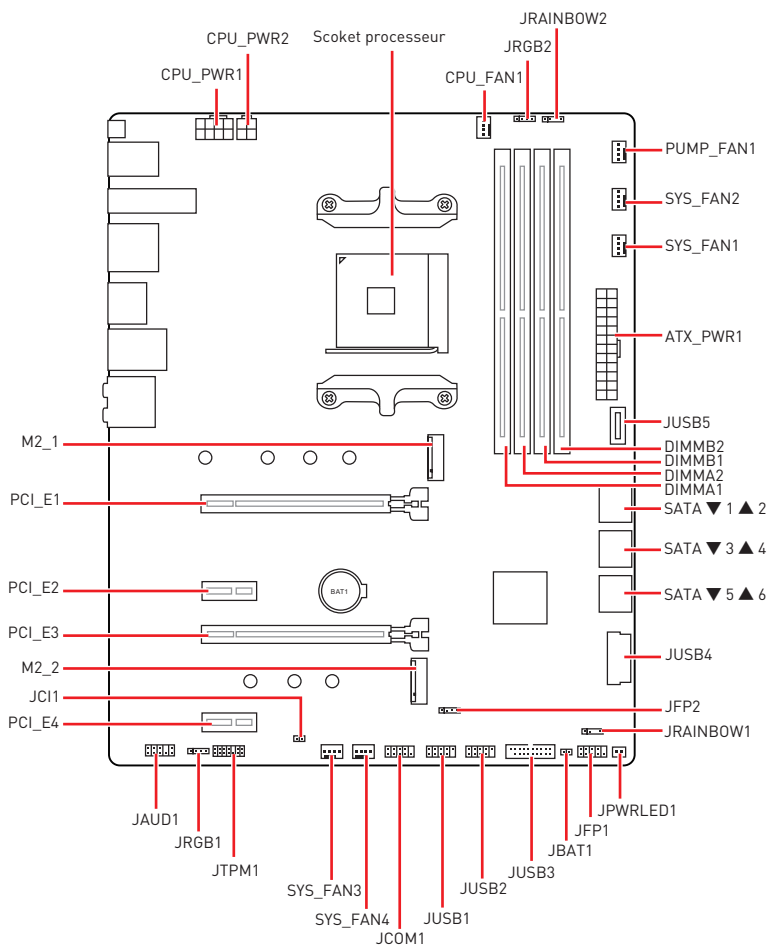 JRAINBOW2
CPU_PWR2
Scoket processeur
JRGB2
CPU_PWR1
CPU_FAN1
PUMP_FAN1
SYS_FAN2
SYS_FAN1
ATX_PWR1
JUSB5
M2_1
DIMMB2
DIMMB1
DIMMA2
DIMMA1
PCI_E1
SATA ▼ 1 ▲ 2
SATA ▼ 3 ▲ 4
PCI_E2
BAT1
SATA ▼ 5 ▲ 6
PCI_E3
JUSB4
M2_2
JCI1
JFP2
PCI_E4
JRAINBOW1
JPWRLED1
JAUD1
JFP1
JRGB1
JBAT1
JTPM1
JUSB3
SYS_FAN3
JUSB2
SYS_FAN4
JUSB1
JCOM1